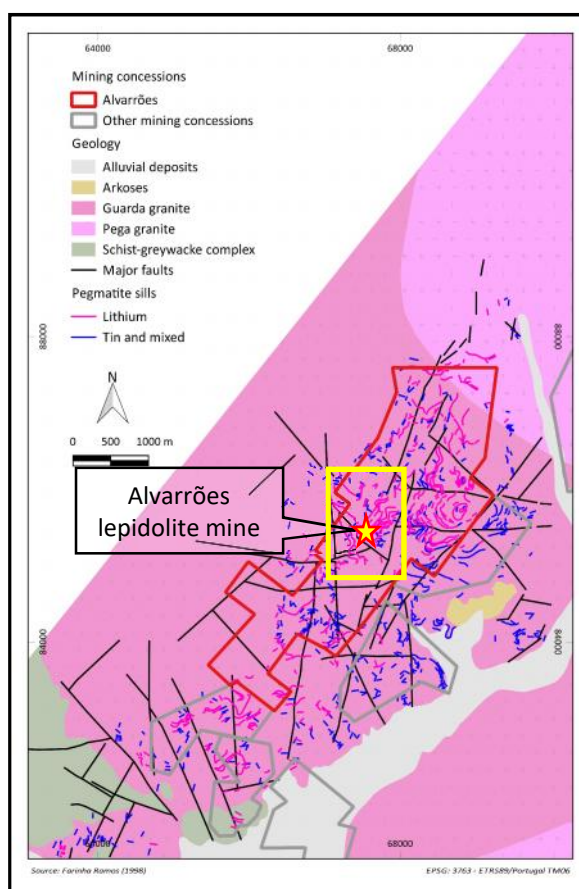 64000
68000
Mining concessions
Alvarrões
Other mining concessions
Geology
Alluvial deposits
Arkoses
Guarda granite
Pega granite
Schist-greywacke complex
Major faults
Pegmatite sills
Lithium
Tin and mixed
88000
88000
N
0 500 1000 m
Alvarrões
lepidolite mine
84000
84000
68000
Source: Farinha Ramos (1998)
EPSG: 3763 - ETRS89/Portugal TM06